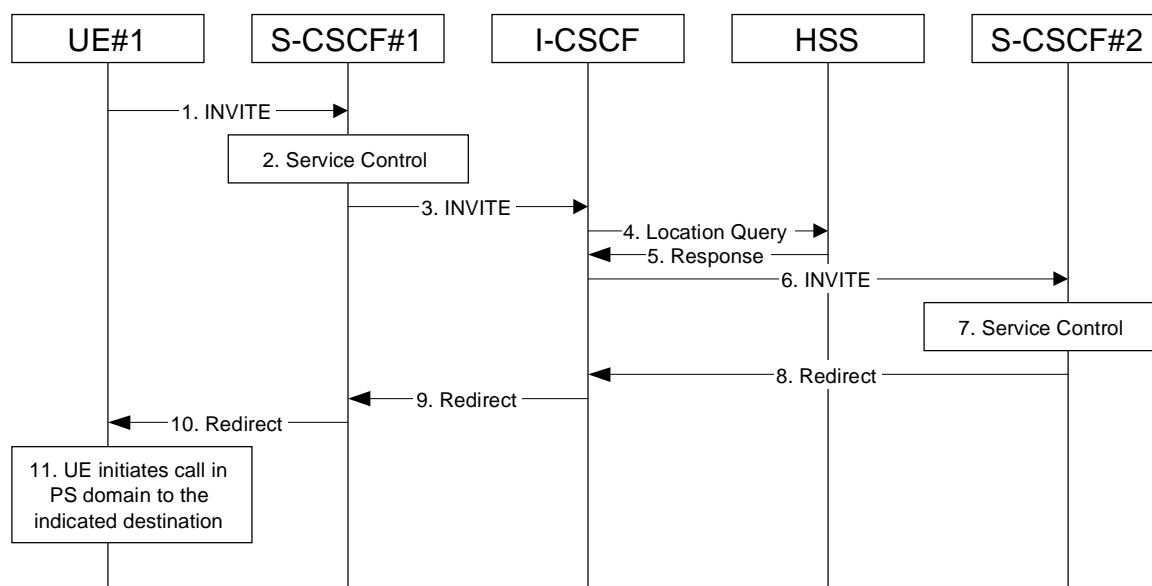 UE#1
S-CSCF#1
I-CSCF
HSS
S-CSCF#2
1. INVITE
2. Service Control
3. INVITE
4. Location Query
5. Response
6. INVITE
7. Service Control
8. Redirect
9. Redirect
10. Redirect
11. UE initiates call in
PS domain to the
indicated destination